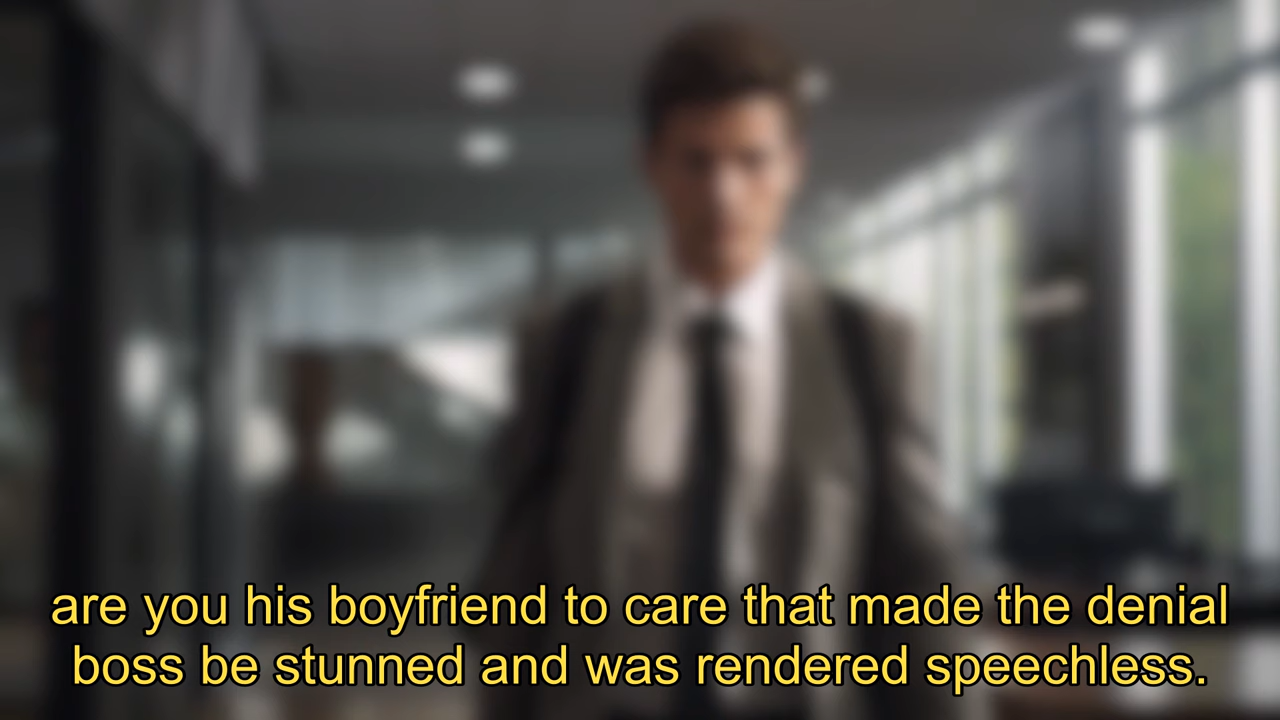 are you his boyfriend to care that made the denial
boss be stunned and was rendered speechless.